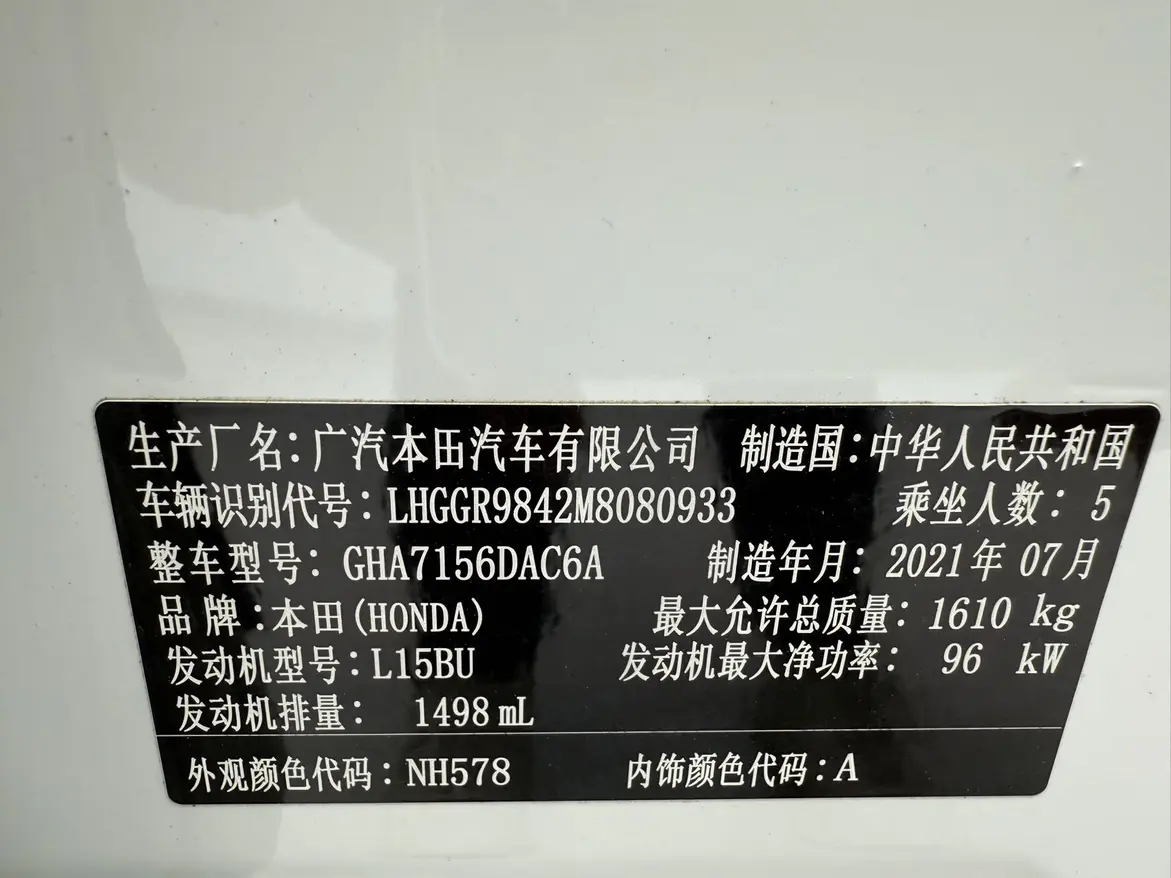 生产厂名:广汽本田汽车有限公司 制造国:中华人民共和国
车辆识别代号:LHGGR9842M8080933 乘坐人数:5
整车型号:GHA7156DAC6A 制造年月:2021年 07月
品 牌:本田(HONDA) 最大允许总质量:1610 kg
发动机型号:L15BU 发动机最大净功率: 96 kW
发动机排量: 1498 mL
外观颜色代码:NH578 内饰颜色代码:A